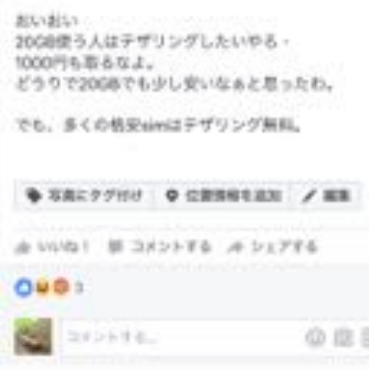 おいおい
20GB使う人はテザリングしたいやろ・
1000円も取るなよ。
どうりで20GBでも少し安いなぁと思ったわ。
でも、多くの格安simはテザリング無料。
写真にタグ付け 位置情報を追加 編集
いいね! コメントする シェアする
3
コメントする...